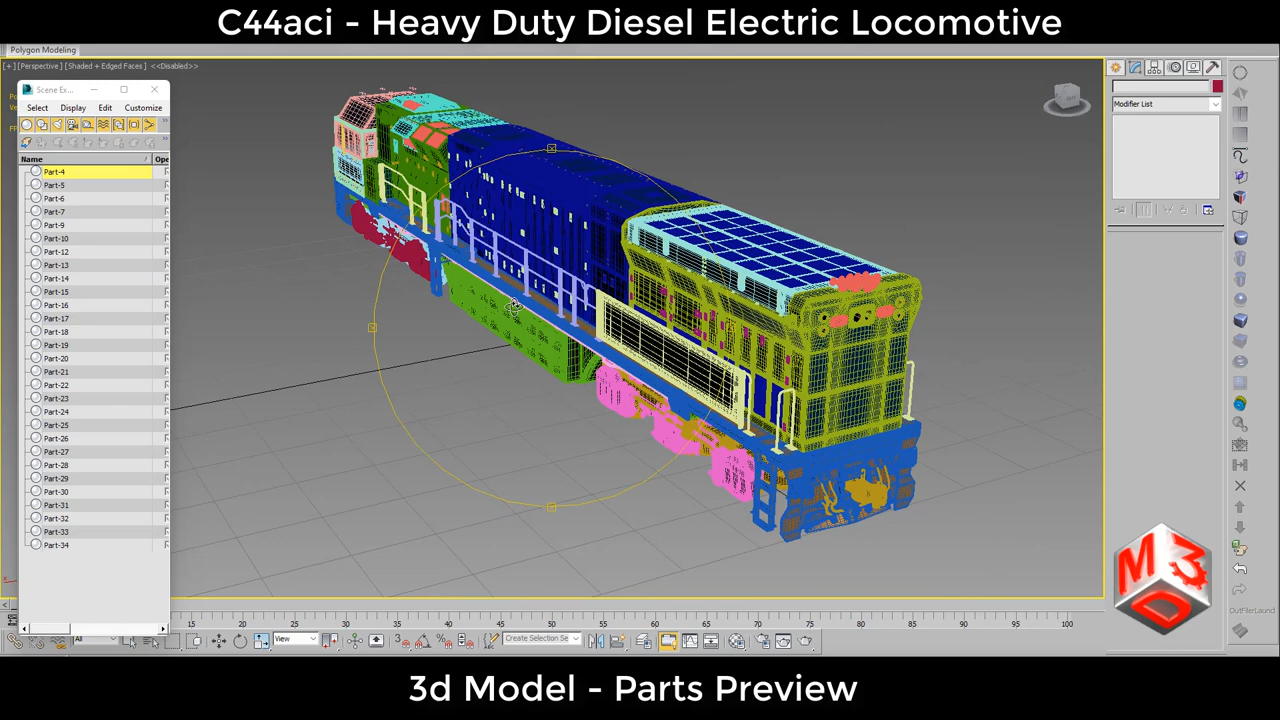 C44aci - Heavy Duty Diesel Electric Locomotive
Polygon Modeling
[+] [Perspective] [Shaded + Edged Faces] <<Disabled>>
Scene Ex...
Select Display Edit Customize
Name Ope
Part-4
Part-5
Part-6
Part-7
Part-9
Part-10
Part-12
Part-13
Part-14
Part-15
Part-16
Part-17
Part-18
Part-19
Part-20
Part-21
Part-22
Part-23
Part-24
Part-25
Part-26
Part-27
Part-28
Part-29
Part-30
Part-31
Part-32
Part-33
Part-34
Modifier List
M3D
OutFilerLaund
15 20 25 30 35 40 45 50 55 60 65 70 75 80 85 90 95 100
All View Create Selection Se
3d Model - Parts Preview